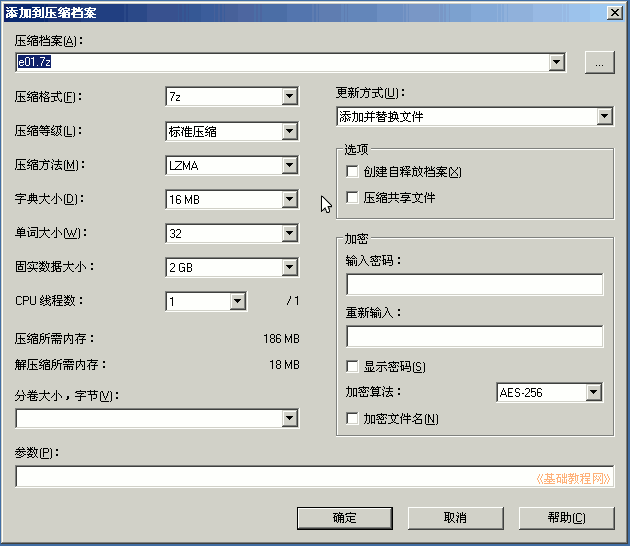 添加到压缩档案
压缩档案(A)：
e01.7z
...
压缩格式(F)：
7z
压缩等级(L)：
标准压缩
压缩方法(M)：
LZMA
字典大小(D)：
16 MB
单词大小(W)：
32
固实数据大小：
2 GB
CPU 线程数：
1
/ 1
压缩所需内存：
186 MB
解压缩所需内存：
18 MB
分卷大小，字节(V)：
更新方式(U)：
添加并替换文件
选项
创建自释放档案(X)
压缩共享文件
加密
输入密码：
重新输入：
显示密码(S)
加密算法：
AES-256
加密文件名(N)
参数(P)：
《基础教程网》
确定
取消
帮助(C)